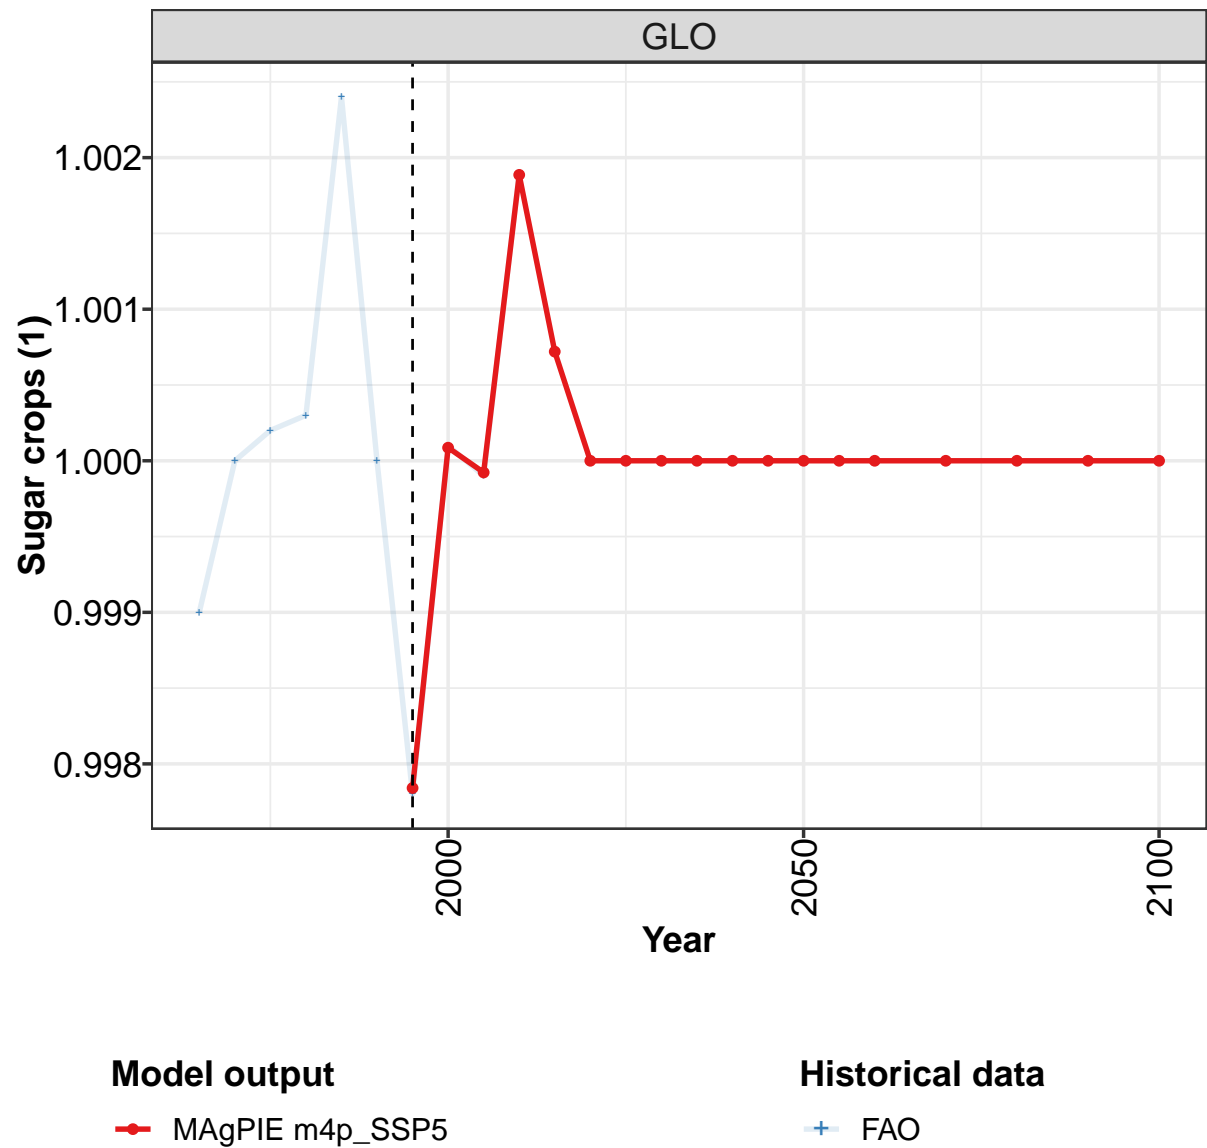 GLO
1.002
1.001
1.000
0.999
0.998
Sugar crops (1)
2000
2050
2100
Year
Model output
MAgPIE m4p_SSP5
Historical data
FAO